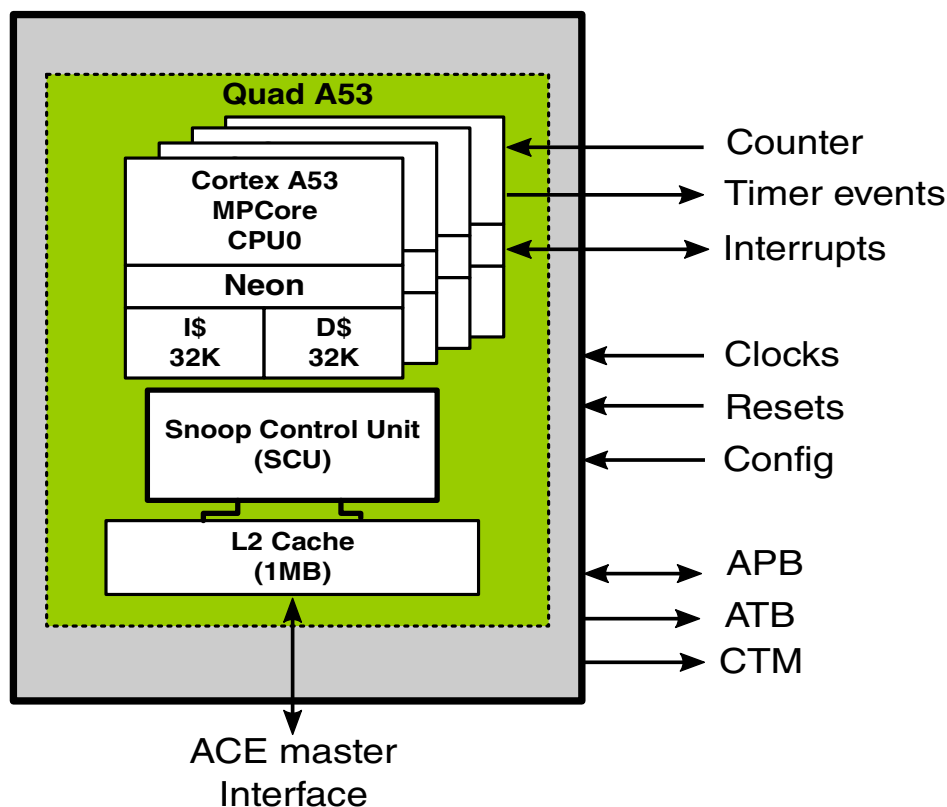 Quad A53
Cortex A53
MPCore
CPU0
Neon
I$
32K
D$
32K
Snoop Control Unit
(SCU)
L2 Cache
(1MB)
Counter
Timer events
Interrupts
Clocks
Resets
Config
APB
ATB
CTM
ACE master
Interface